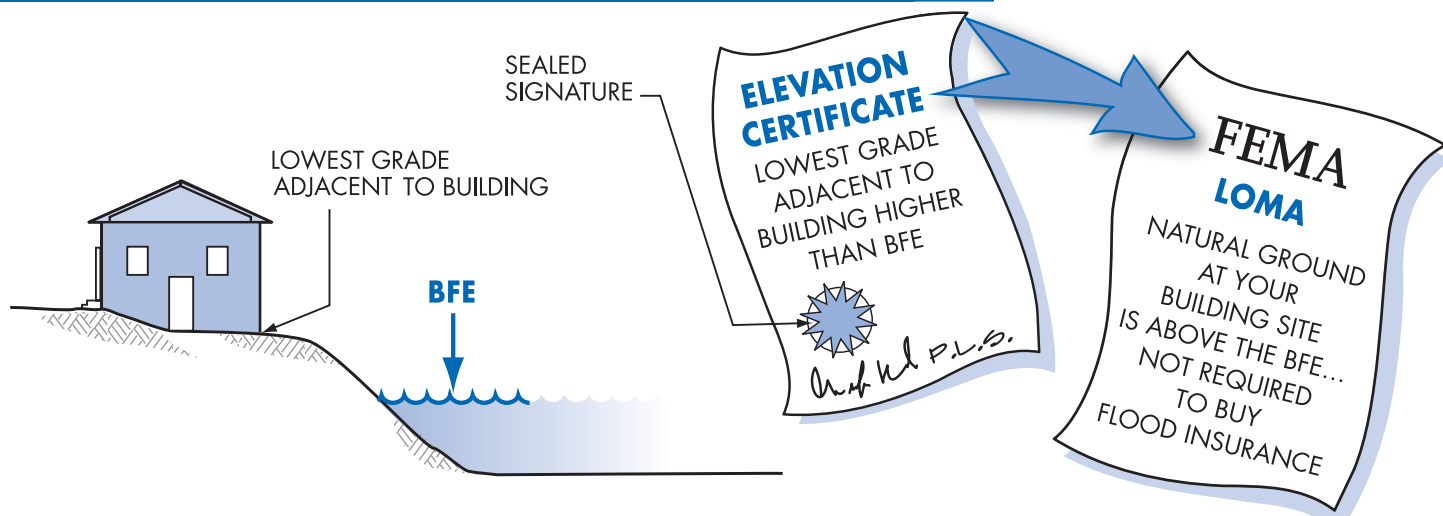 SEALED
SIGNATURE
LOWEST GRADE
ADJACENT TO BUILDING
BFE
ELEVATION
CERTIFICATE
LOWEST GRADE
ADJACENT TO
BUILDING HIGHER
THAN BFE
P.L.S.
FEMA
LOMA
NATURAL GROUND
AT YOUR
BUILDING SITE
IS ABOVE THE BFE...
NOT REQUIRED
TO BUY
FLOOD INSURANCE